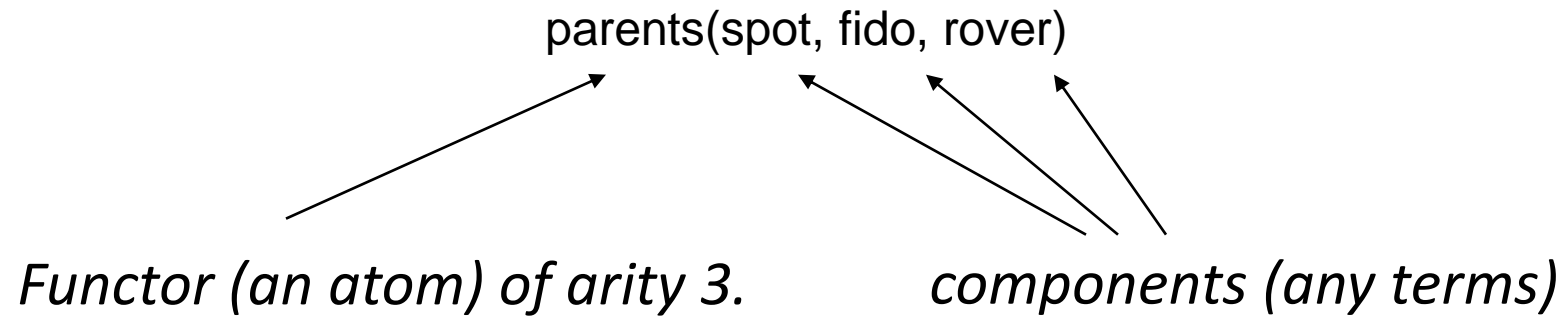 parents(spot, fido, rover)
Functor (an atom) of arity 3.
components (any terms)